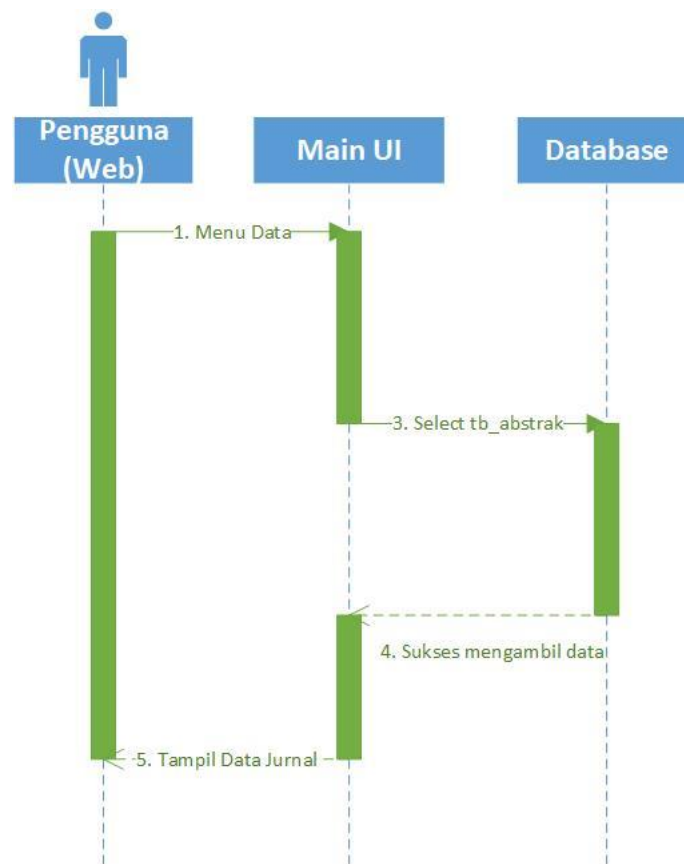 Pengguna
(Web)
Main UI
Database
1. Menu Data
3. Select tb_abstrak
4. Sukses mengambil data
5. Tampil Data Jurnal